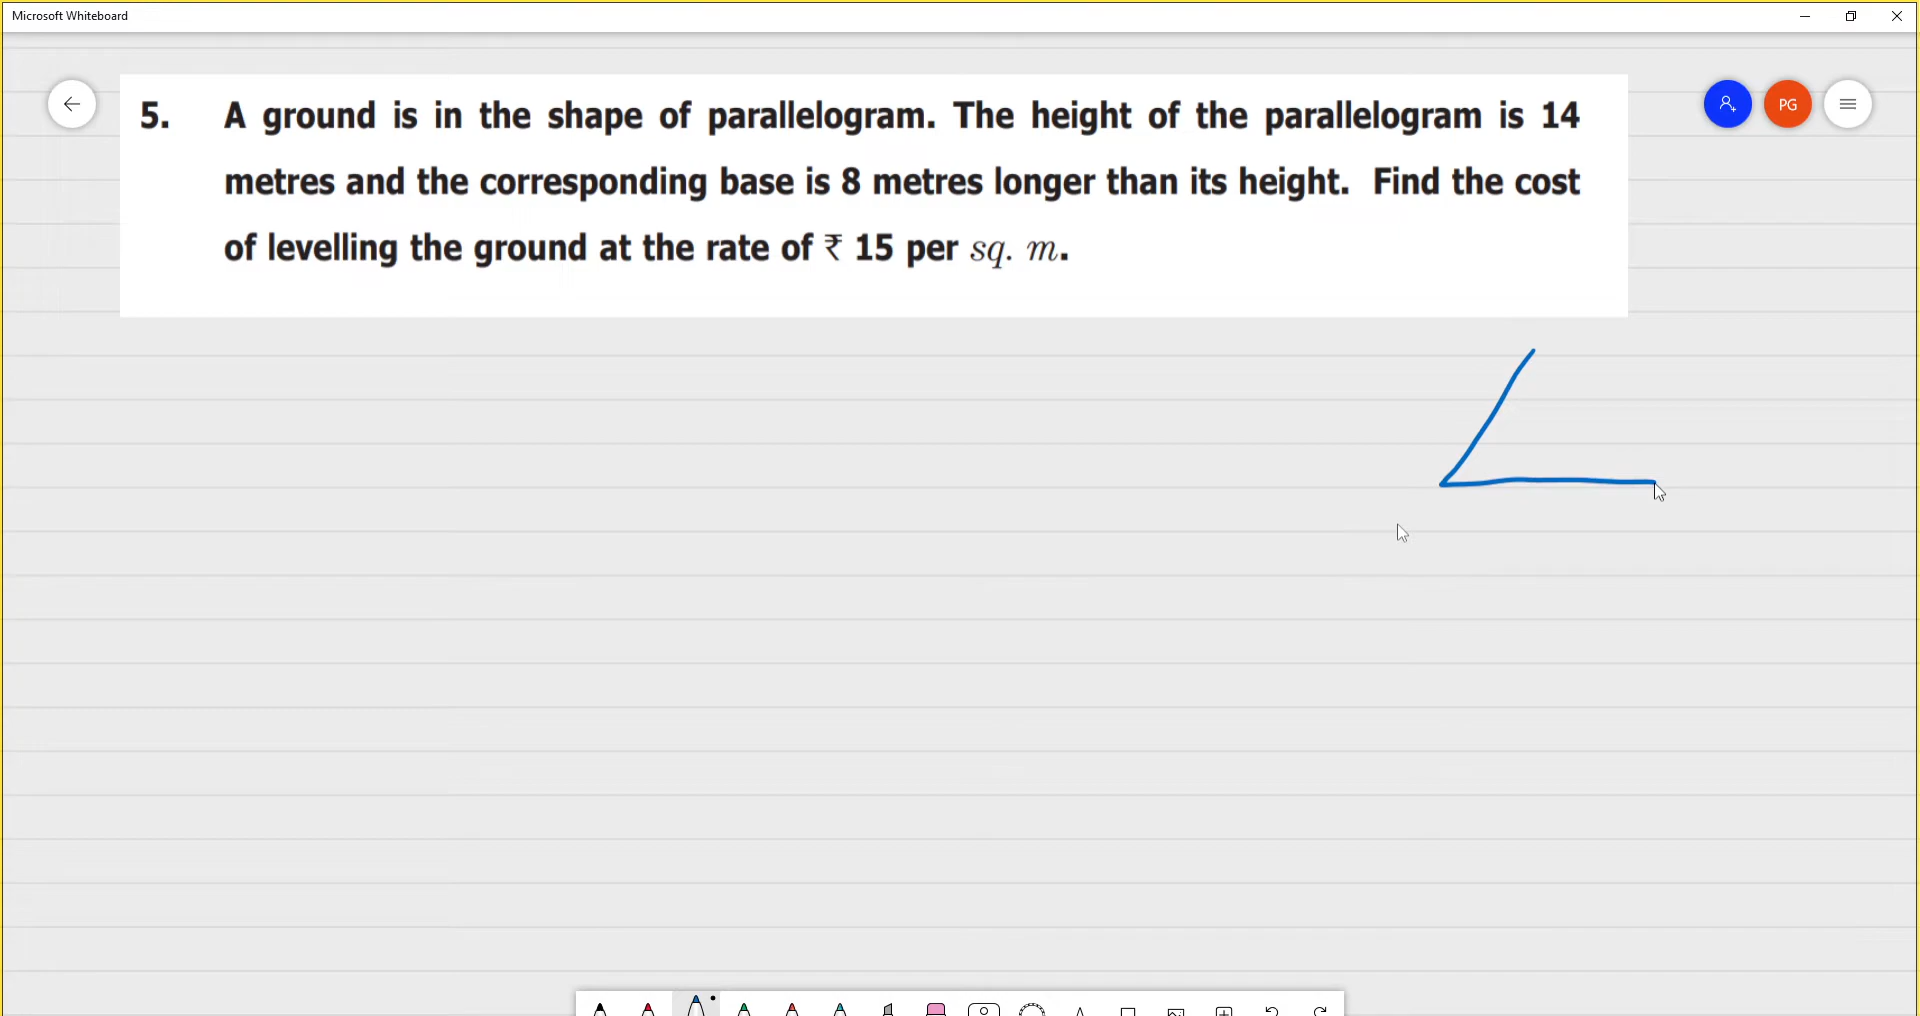 Microsoft Whiteboard
5. A ground is in the shape of parallelogram. The height of the parallelogram is 14
metres and the corresponding base is 8 metres longer than its height. Find the cost
of levelling the ground at the rate of ₹ 15 per sq. m.
PG